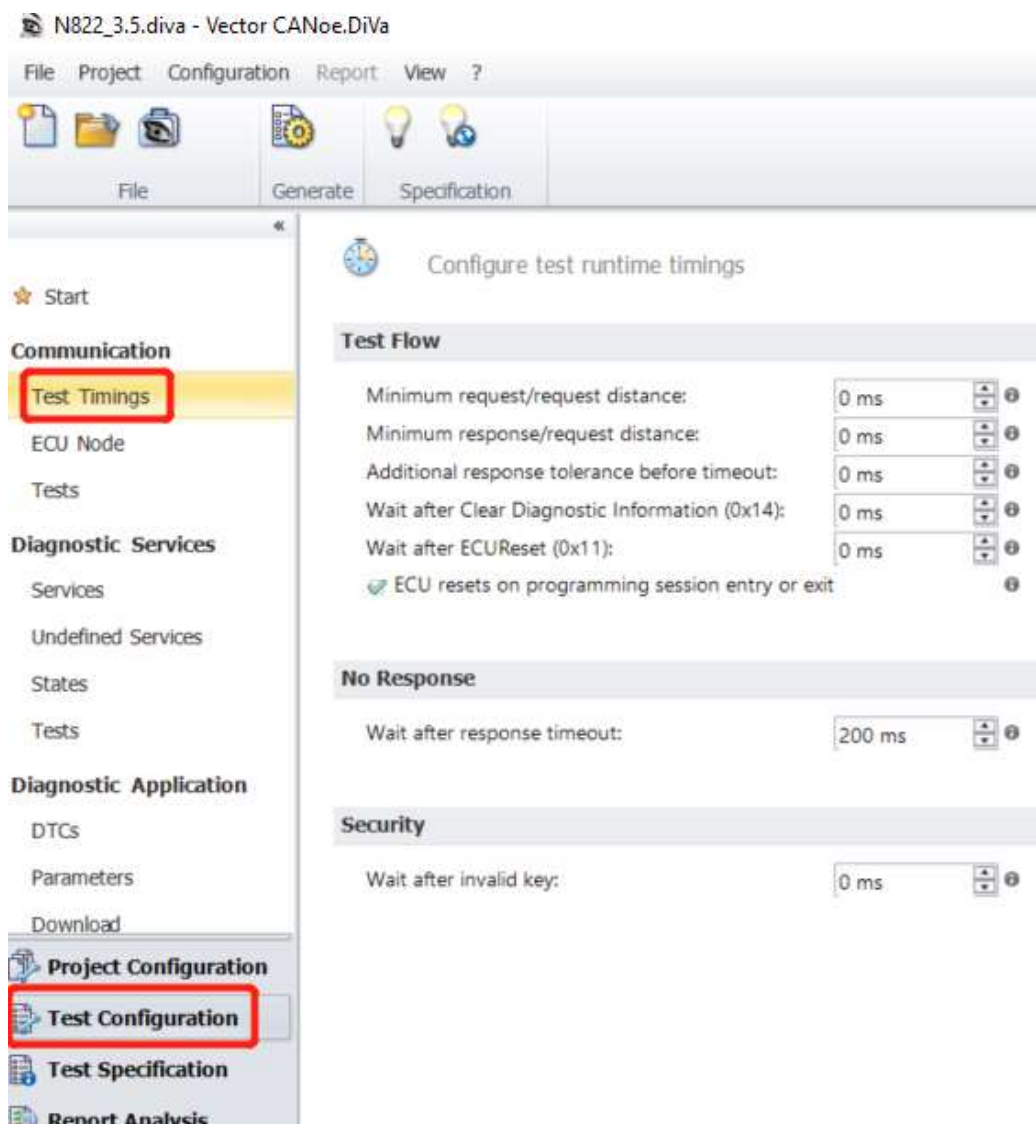 N822_3.5.diva - Vector CANoe.DiVa
File Project Configuration Report View ?
File Generate Specification
«
Start
Communication
Test Timings
ECU Node
Tests
Diagnostic Services
Services
Undefined Services
States
Tests
Diagnostic Application
DTCs
Parameters
Download
Project Configuration
Test Configuration
Test Specification
Report Analysis
Configure test runtime timings
Test Flow
Minimum request/request distance: 0 ms
Minimum response/request distance: 0 ms
Additional response tolerance before timeout: 0 ms
Wait after Clear Diagnostic Information (0x14): 0 ms
Wait after ECUReset (0x11): 0 ms
ECU resets on programming session entry or exit
No Response
Wait after response timeout: 200 ms
Security
Wait after invalid key: 0 ms